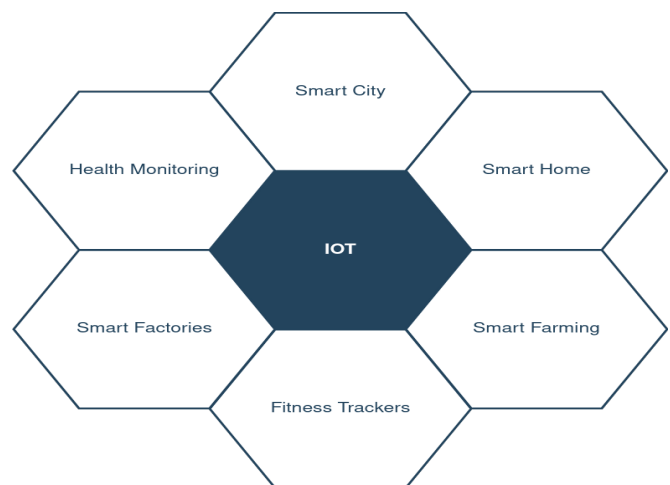 Smart City
Health Monitoring
Smart Home
IOT
Smart Factories
Smart Farming
Fitness Trackers